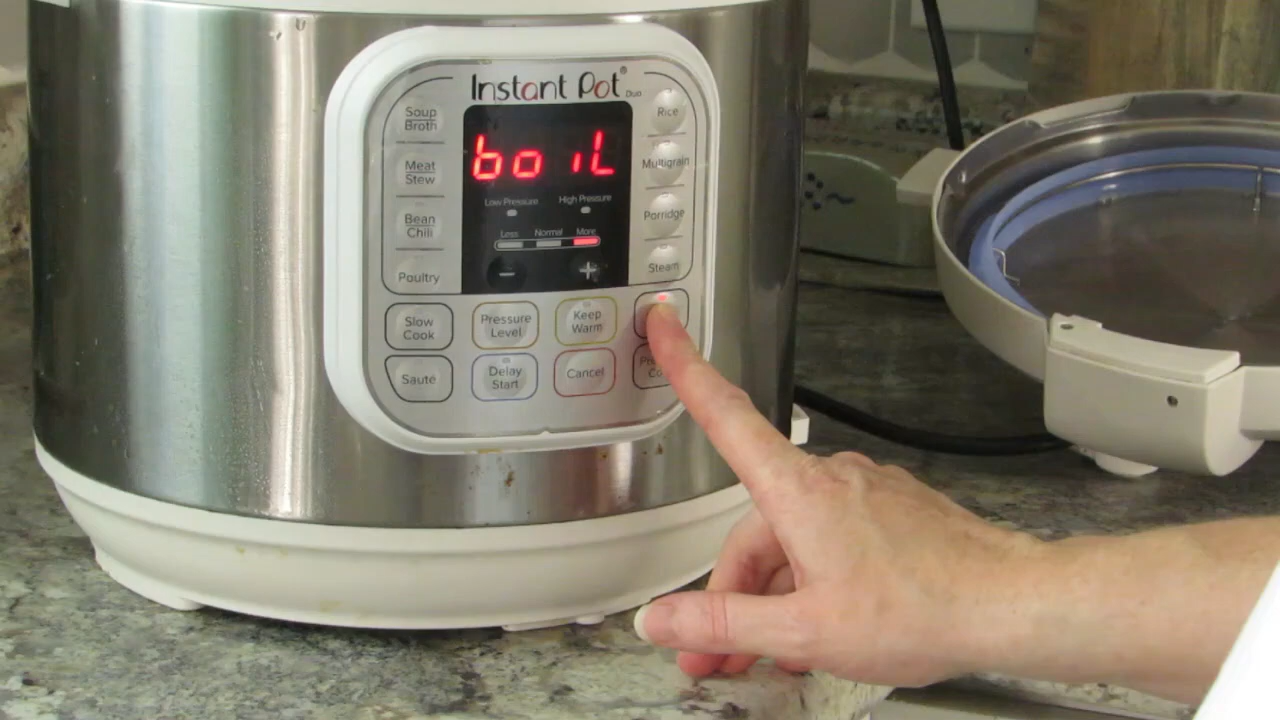 Instant Pot® Duo
Soup
Broth
Meat
Stew
Bean
Chili
Poultry
boiL
Low Pressure High Pressure
Less Normal More
− +
Rice
Multigrain
Porridge
Steam
Slow
Cook
Pressure
Level
Keep
Warm
Saute
Delay
Start
Cancel